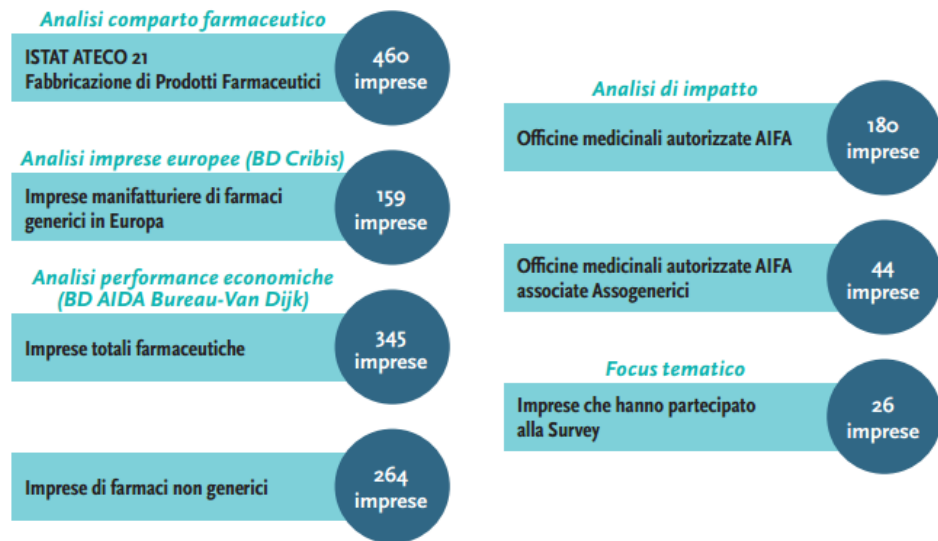 Analisi comparto farmaceutico
ISTAT ATECO 21
Fabbricazione di Prodotti Farmaceutici
460
imprese
Analisi imprese europee (BD Cribis)
Imprese manifatturiere di farmaci
generici in Europa
159
imprese
Analisi performance economiche
(BD AIDA Bureau-Van Dijk)
Imprese totali farmaceutiche
345
imprese
Imprese di farmaci non generici
264
imprese
Analisi di impatto
Officine medicinali autorizzate AIFA
180
imprese
Officine medicinali autorizzate AIFA
associate Assogenerici
44
imprese
Focus tematico
Imprese che hanno partecipato
alla Survey
26
imprese